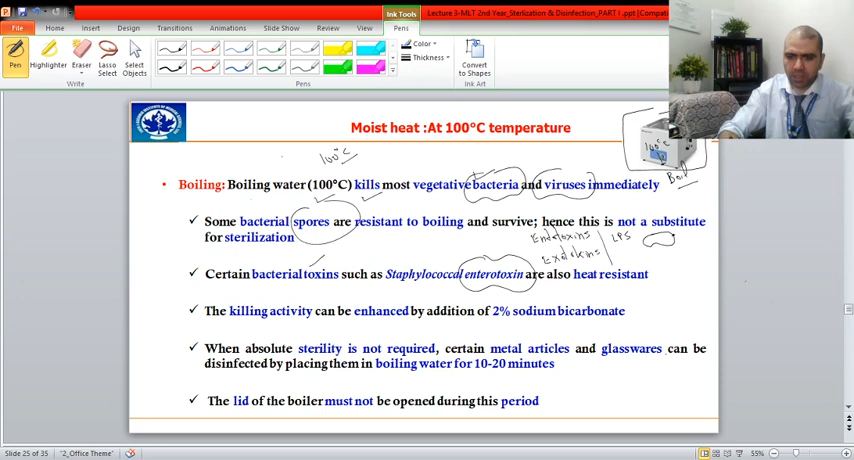 Lecture 3-MLT 2nd Year_Sterlization & Disinfection_PART I .ppt [Compati
Ink Tools
File Home Insert Design Transitions Animations Slide Show Review View Pens
Pen Highlighter Eraser Lasso Select Select Objects
Color
Thickness
Convert to Shapes
Write Pens Ink Art
Moist heat :At 100°C temperature
100°C
100°C
Boil
• Boiling: Boiling water (100°C) kills most vegetative bacteria and viruses immediately
✓ Some bacterial spores are resistant to boiling and survive; hence this is not a substitute
for sterilization
Endotoxins LPS
Exotoxins
✓ Certain bacterial toxins such as Staphylococcal enterotoxin are also heat resistant
✓ The killing activity can be enhanced by addition of 2% sodium bicarbonate
✓ When absolute sterility is not required, certain metal articles and glasswares can be
disinfected by placing them in boiling water for 10-20 minutes
✓ The lid of the boiler must not be opened during this period
Slide 25 of 35 "2_Office Theme" 55%